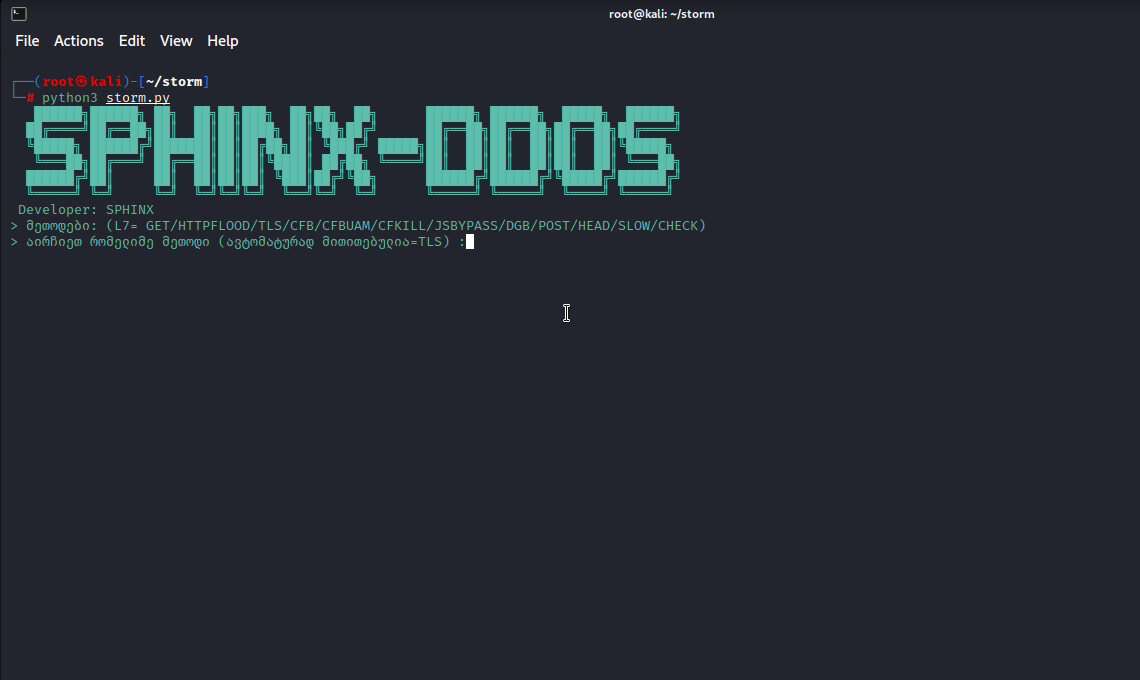 root@kali: ~/storm
File Actions Edit View Help
┌──(root㉿kali)-[~/storm]
└─# python3 storm.py
SPHINX-DDOS
Developer: SPHINX
> მეთოდები: (L7= GET/HTTPFLOOD/TLS/CFB/CFBUAM/CFKILL/JSBYPASS/DGB/POST/HEAD/SLOW/CHECK)
> აირჩიეთ რომელიმე მეთოდი (ავტომატურად მითითებულია=TLS) :